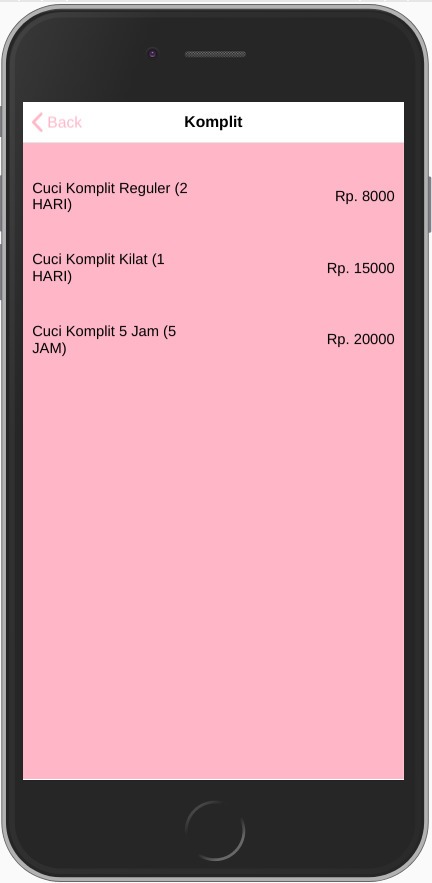 Back
Komplit
Cuci Komplit Reguler (2
HARI)
Rp. 8000
Cuci Komplit Kilat (1
HARI)
Rp. 15000
Cuci Komplit 5 Jam (5
JAM)
Rp. 20000